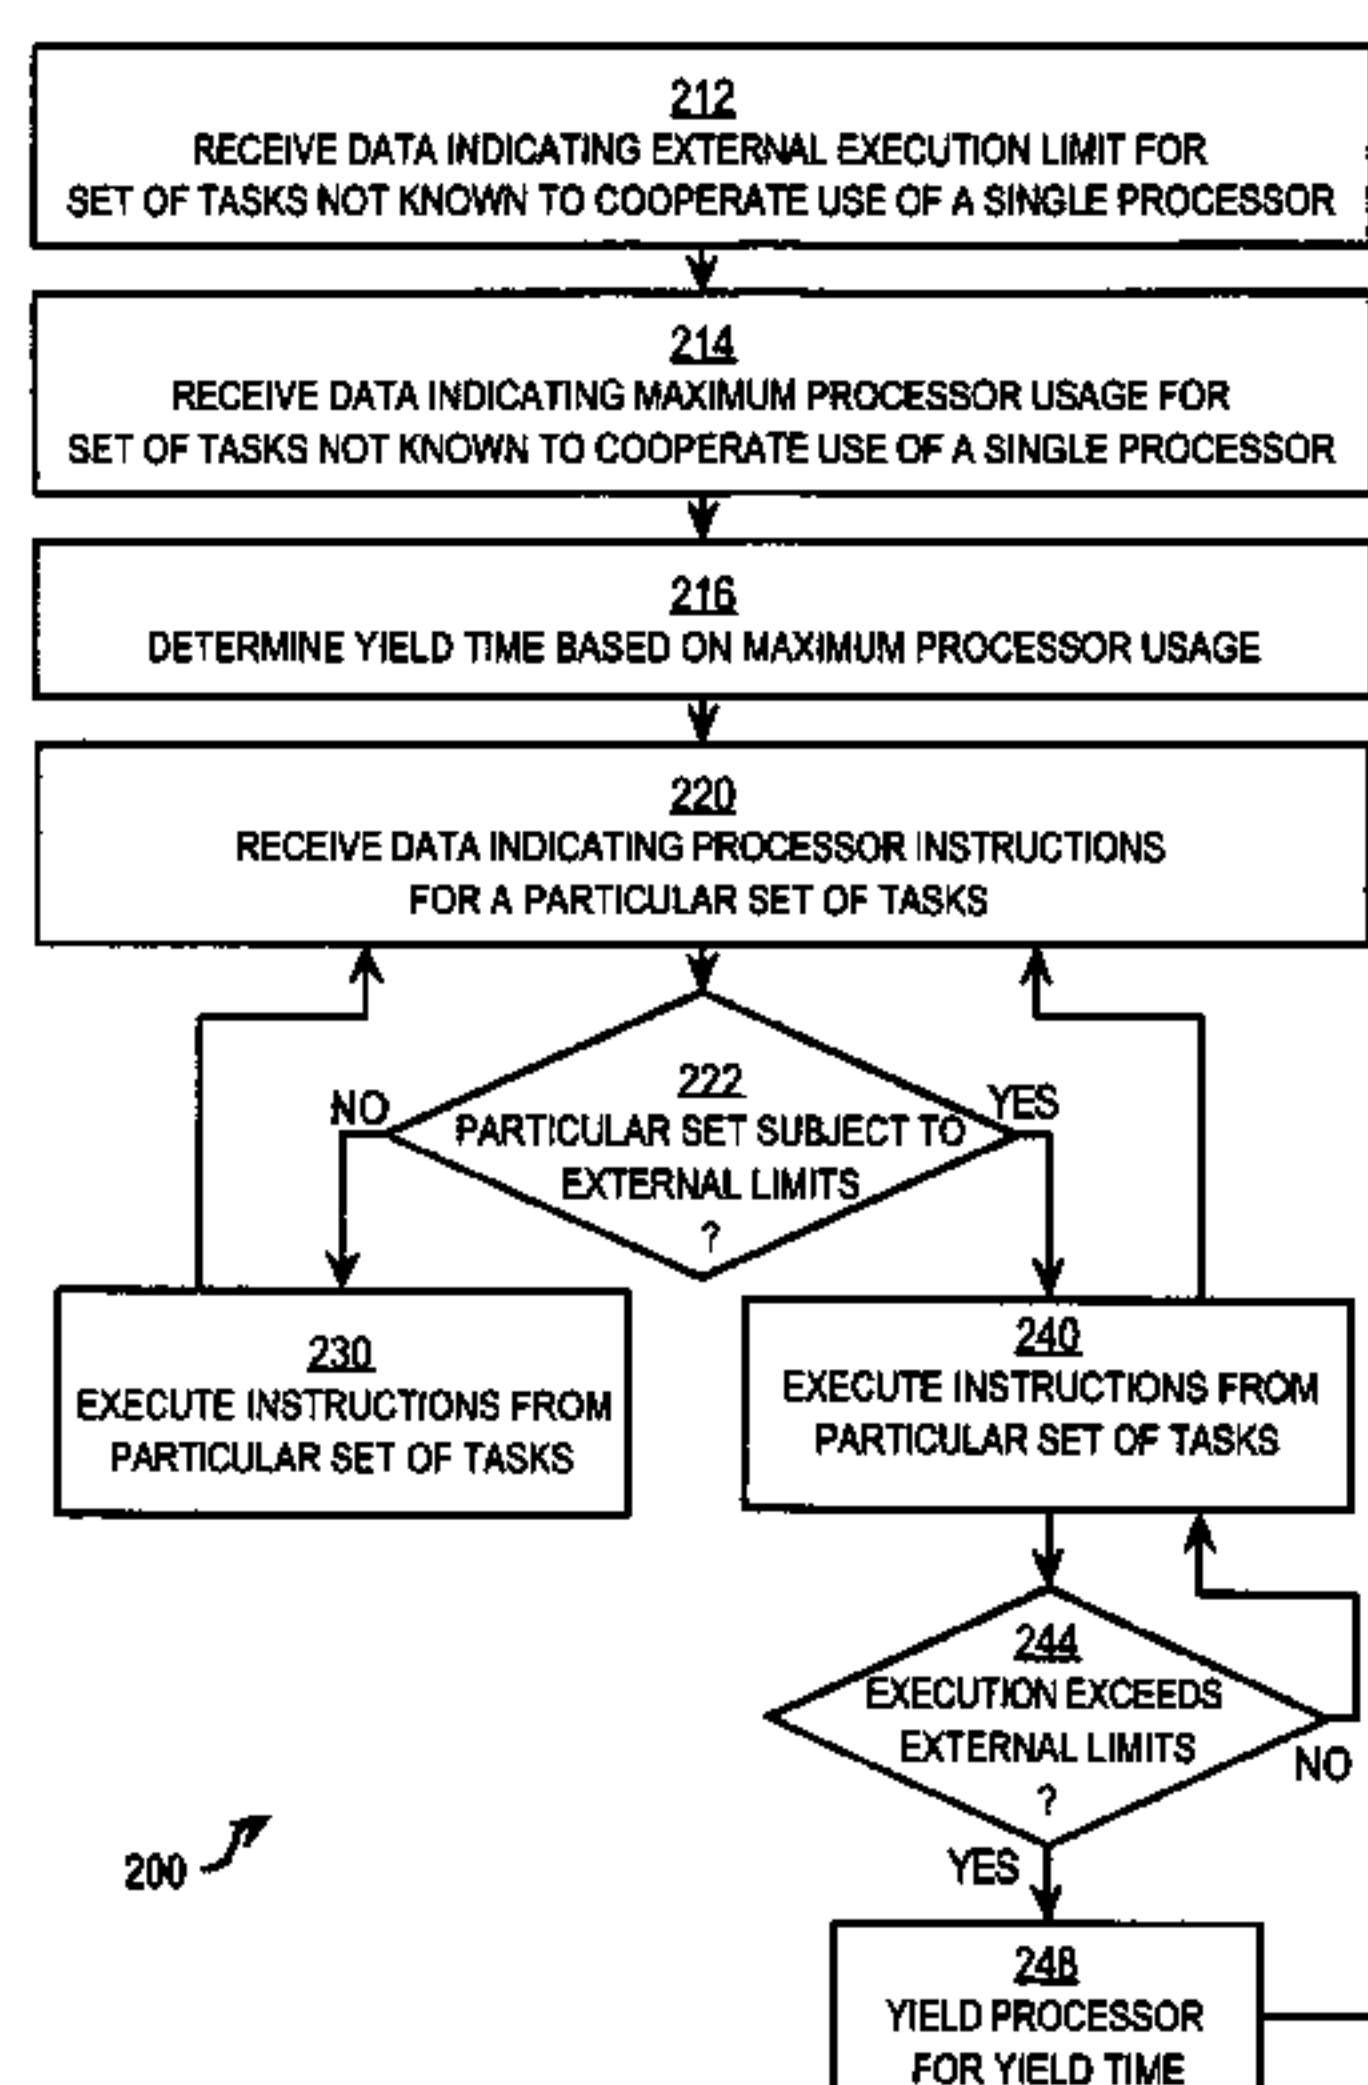 212
RECEIVE DATA INDICATING EXTERNAL EXECUTION LIMIT FOR
SET OF TASKS NOT KNOWN TO COOPERATE USE OF A SINGLE PROCESSOR
214
RECEIVE DATA INDICATING MAXIMUM PROCESSOR USAGE FOR
SET OF TASKS NOT KNOWN TO COOPERATE USE OF A SINGLE PROCESSOR
216
DETERMINE YIELD TIME BASED ON MAXIMUM PROCESSOR USAGE
220
RECEIVE DATA INDICATING PROCESSOR INSTRUCTIONS
FOR A PARTICULAR SET OF TASKS
222
NO
YES
PARTICULAR SET SUBJECT TO
EXTERNAL LIMITS
?
230
EXECUTE INSTRUCTIONS FROM
PARTICULAR SET OF TASKS
240
EXECUTE INSTRUCTIONS FROM
PARTICULAR SET OF TASKS
244
EXECUTION EXCEEDS
EXTERNAL LIMITS
?
NO
YES
200
248
YIELD PROCESSOR
FOR YIELD TIME